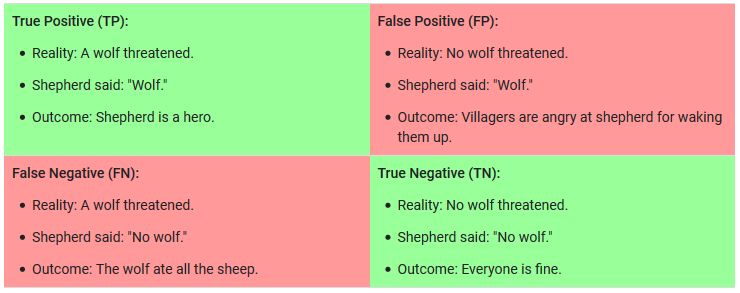 True Positive (TP):
• Reality: A wolf threatened.
• Shepherd said: "Wolf."
• Outcome: Shepherd is a hero.
False Positive (FP):
• Reality: No wolf threatened.
• Shepherd said: "Wolf."
• Outcome: Villagers are angry at shepherd for waking
them up.
False Negative (FN):
• Reality: A wolf threatened.
• Shepherd said: "No wolf."
• Outcome: The wolf ate all the sheep.
True Negative (TN):
• Reality: No wolf threatened.
• Shepherd said: "No wolf."
• Outcome: Everyone is fine.